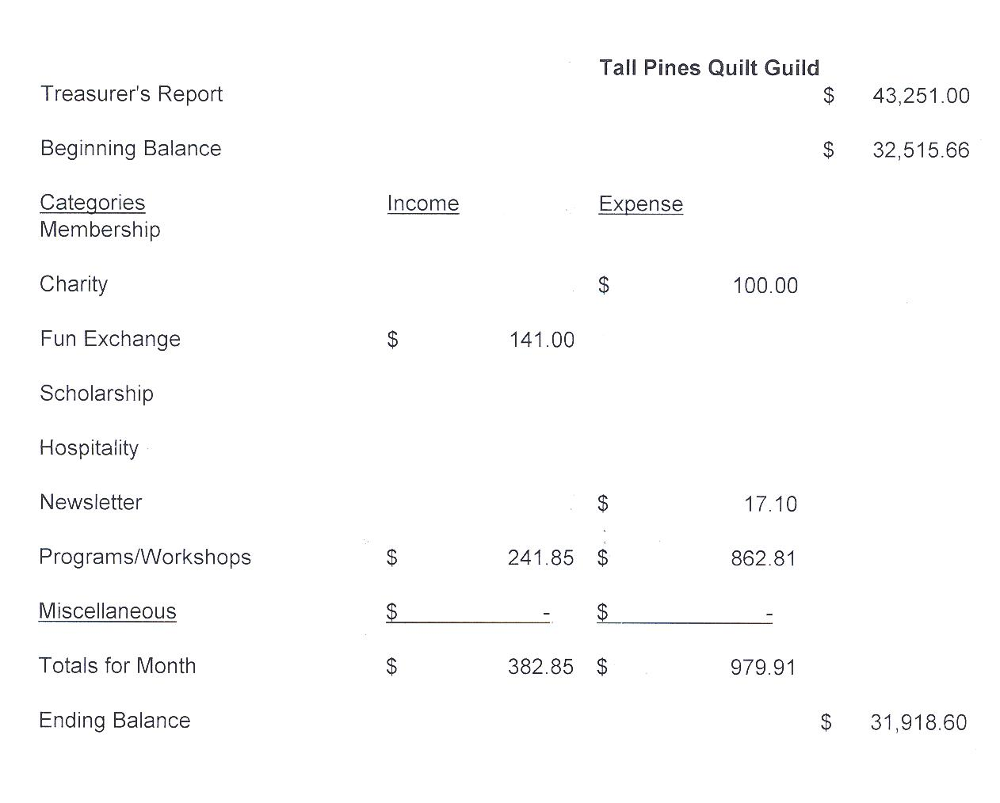 Tall Pines Quilt Guild
Treasurer's Report $ 43,251.00
Beginning Balance $ 32,515.66
Categories Income Expense
Membership
Charity $ 100.00
Fun Exchange $ 141.00
Scholarship
Hospitality
Newsletter $ 17.10
Programs/Workshops $ 241.85 $ 862.81
Miscellaneous $ - $ -
Totals for Month $ 382.85 $ 979.91
Ending Balance $ 31,918.60